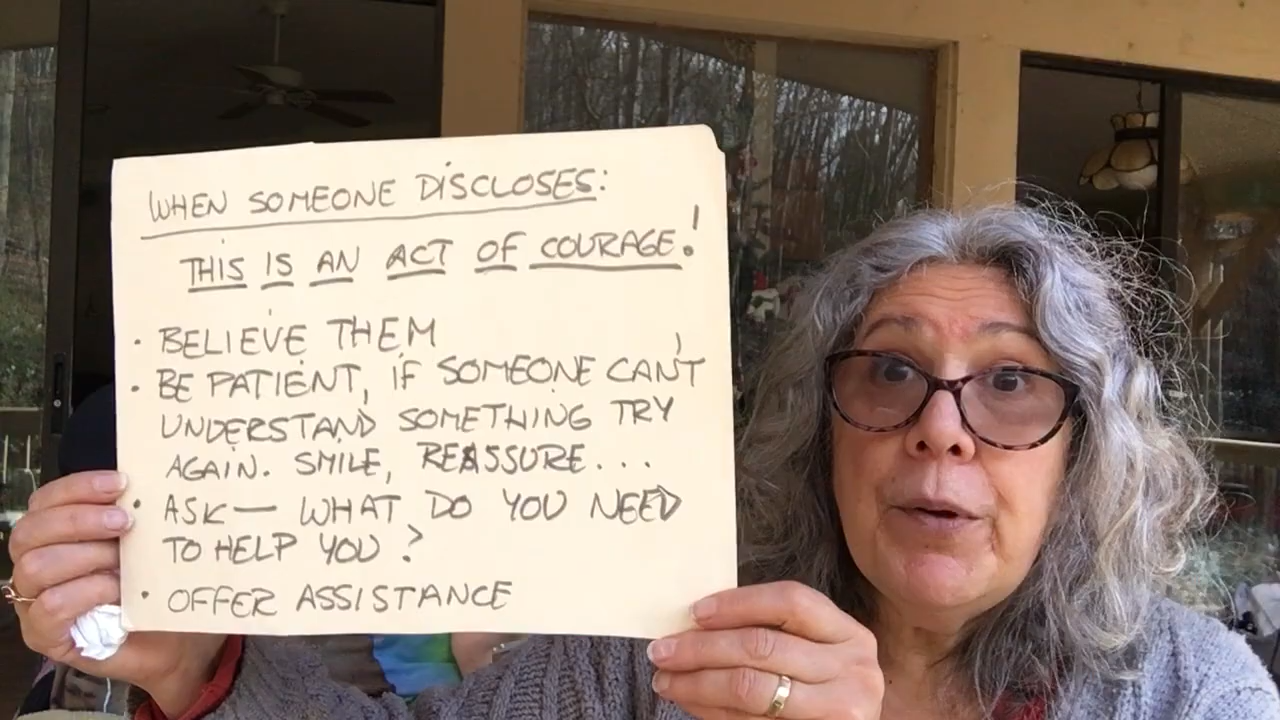 WHEN SOMEONE DISCLOSES:
THIS IS AN ACT OF COURAGE!
• BELIEVE THEM
• BE PATIENT, IF SOMEONE CAN'T
UNDERSTAND SOMETHING TRY
AGAIN. SMILE, REASSURE...
• ASK— WHAT DO YOU NEED
TO HELP YOU?
• OFFER ASSISTANCE